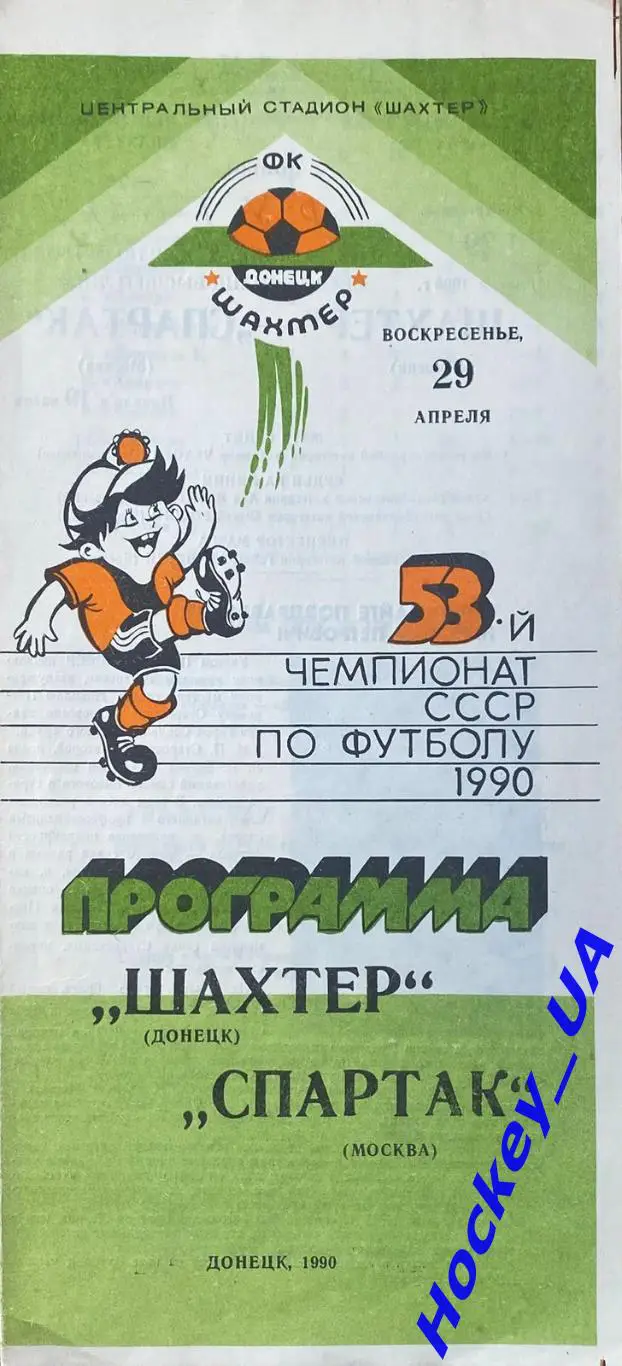 ЦЕНТРАЛЬНЫЙ СТАДИОН «ШАХТЕР»
ФК
ДОНЕЦК
ШАХТЕР
ВОСКРЕСЕНЬЕ,
29
АПРЕЛЯ
53-Й
ЧЕМПИОНАТ
СССР
ПО ФУТБОЛУ
1990
ПРОГРАММА
„ШАХТЕР“
(ДОНЕЦК)
„СПАРТАК“
(МОСКВА)
ДОНЕЦК, 1990
Hockey_UA